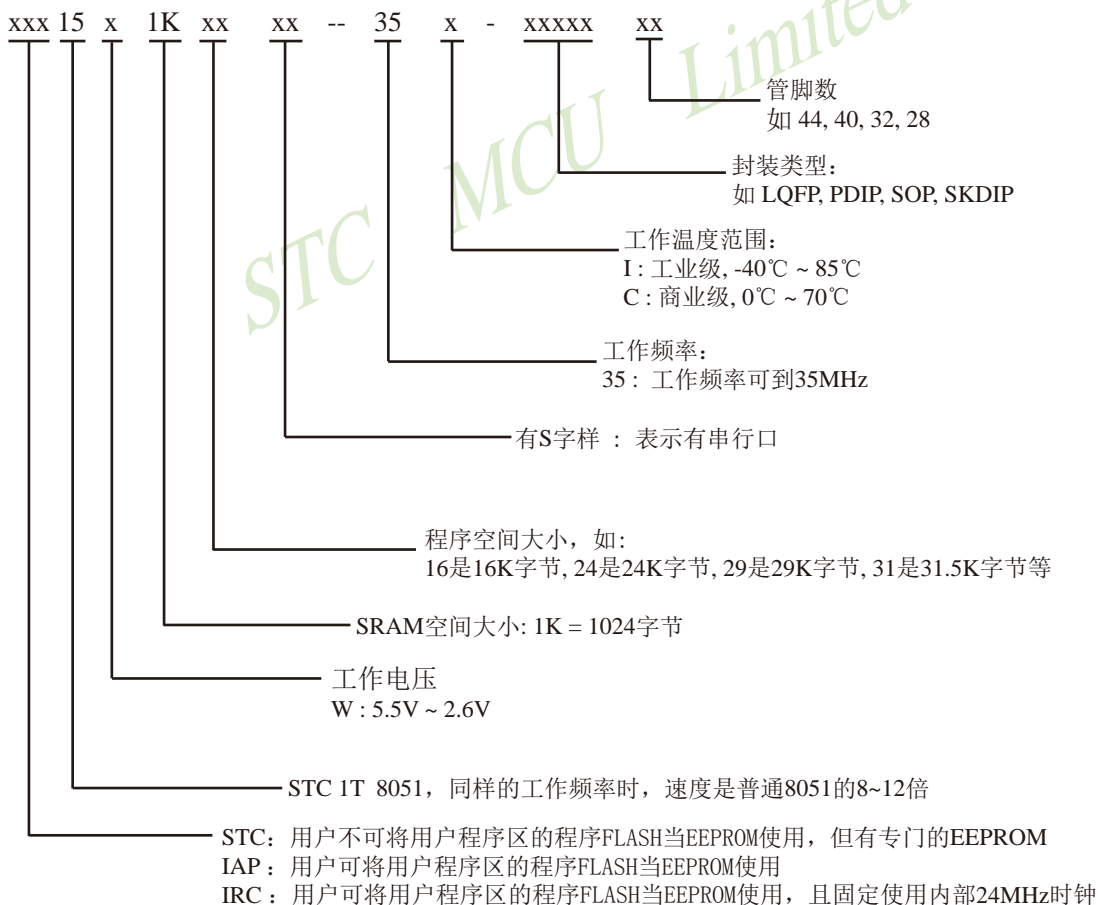 xxx 15 x 1K xx xx -- 35 x - xxxxx xx
管脚数
如 44, 40, 32, 28
封装类型：
如 LQFP, PDIP, SOP, SKDIP
工作温度范围：
I : 工业级, -40℃ ~ 85℃
C : 商业级, 0℃ ~ 70℃
工作频率：
35 : 工作频率可到35MHz
有S字样 : 表示有串行口
程序空间大小，如:
16是16K字节, 24是24K字节, 29是29K字节, 31是31.5K字节等
SRAM空间大小: 1K = 1024字节
工作电压
W : 5.5V ~ 2.6V
STC 1T 8051，同样的工作频率时，速度是普通8051的8~12倍
STC：用户不可将用户程序区的程序FLASH当EEPROM使用，但有专门的EEPROM
IAP：用户可将用户程序区的程序FLASH当EEPROM使用
IRC：用户可将用户程序区的程序FLASH当EEPROM使用，且固定使用内部24MHz时钟
STC MCU Limited